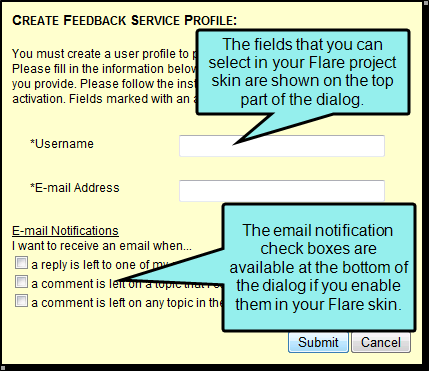 CREATE FEEDBACK SERVICE PROFILE:
You must create a user profile to
Please fill in the information below
you provide. Please follow the inst
activation. Fields marked with an
The fields that you can
select in your Flare project
skin are shown on the top
part of the dialog.
*Username
*E-mail Address
E-mail Notifications
I want to receive an email when...
a reply is left to one of my
a comment is left on a topic that
a comment is left on any topic in the
The email notification
check boxes are
available at the bottom of
the dialog if you enable
them in your Flare skin.
Submit Cancel